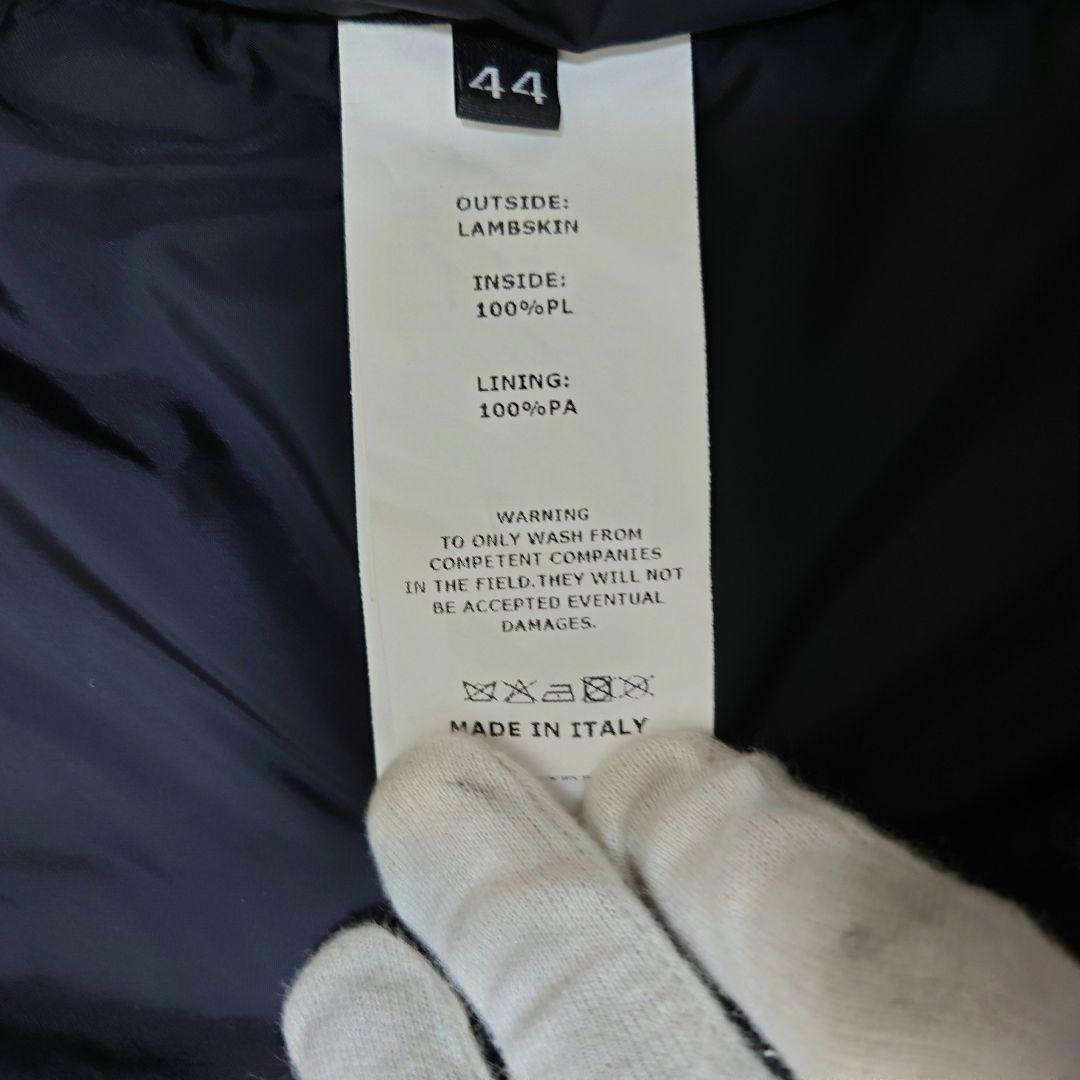 44
OUTSIDE:
LAMBSKIN
INSIDE:
100%PL
LINING:
100%PA
WARNING
TO ONLY WASH FROM
COMPETENT COMPANIES
IN THE FIELD.THEY WILL NOT
BE ACCEPTED EVENTUAL
DAMAGES.
MADE IN ITALY